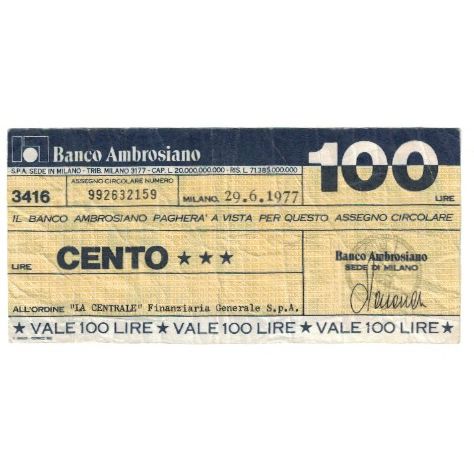 Banco Ambrosiano
100
S.P.A. SEDE IN MILANO - TRIB. MILANO 3177 - CAP. L. 20.000.000.000 - RIS. L. 71.385.000.000
ASSEGNO CIRCOLARE NUMERO
3416 992632159 MILANO, 29.6.1977 LIRE
IL BANCO AMBROSIANO PAGHERA' A VISTA PER QUESTO ASSEGNO CIRCOLARE
LIRE CENTO ★★★
Banco Ambrosiano
SEDE DI MILANO
ALL'ORDINE "LA CENTRALE" Finanziaria Generale S.p.A.
★ VALE 100 LIRE ★ VALE 100 LIRE ★ VALE 100 LIRE ★